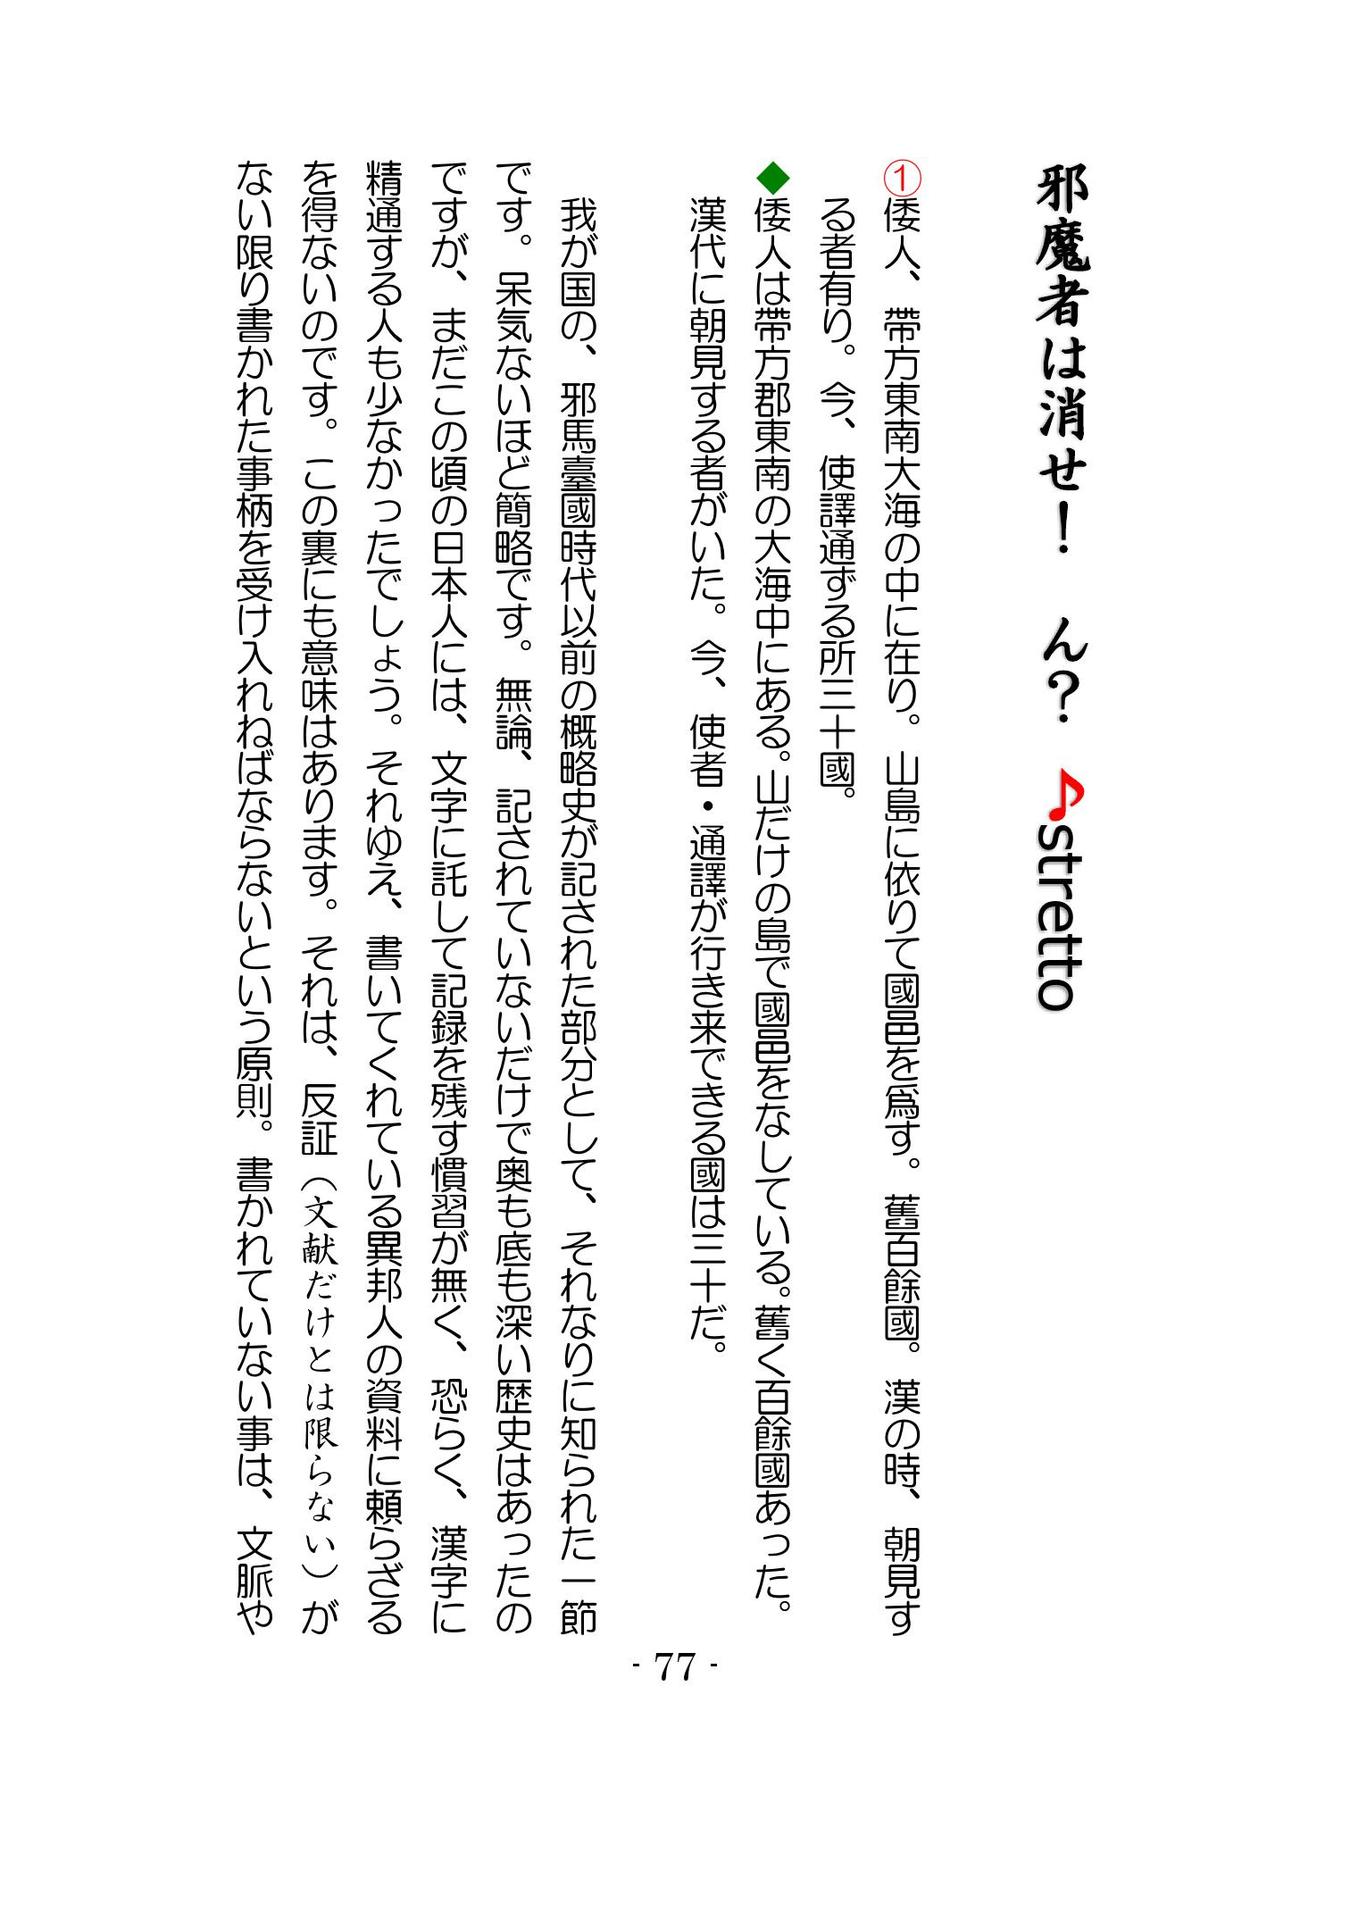 邪魔者は消せ！　ん？　♪stretto
①倭人、帶方東南大海の中に在り。山島に依りて國邑を爲す。舊百餘國。漢の時、朝見す
る者有り。今、使譯通ずる所三十國。
◆倭人は帶方郡東南の大海中にある。山だけの島で國邑をなしている。舊く百餘國あった。
漢代に朝見する者がいた。今、使者・通譯が行き来できる國は三十だ。
我が国の、邪馬臺國時代以前の概略史が記された部分として、それなりに知られた一節
です。呆気ないほど簡略です。無論、記されていないだけで奥も底も深い歴史はあったの
ですが、まだこの頃の日本人には、文字に託して記録を残す慣習が無く、恐らく、漢字に
精通する人も少なかったでしょう。それゆえ、書いてくれている異邦人の資料に頼らざる
を得ないのです。この裏にも意味はあります。それは、反証（文献だけとは限らない）が
ない限り書かれた事柄を受け入れねばならないという原則。書かれていない事は、文脈や
- 77 -